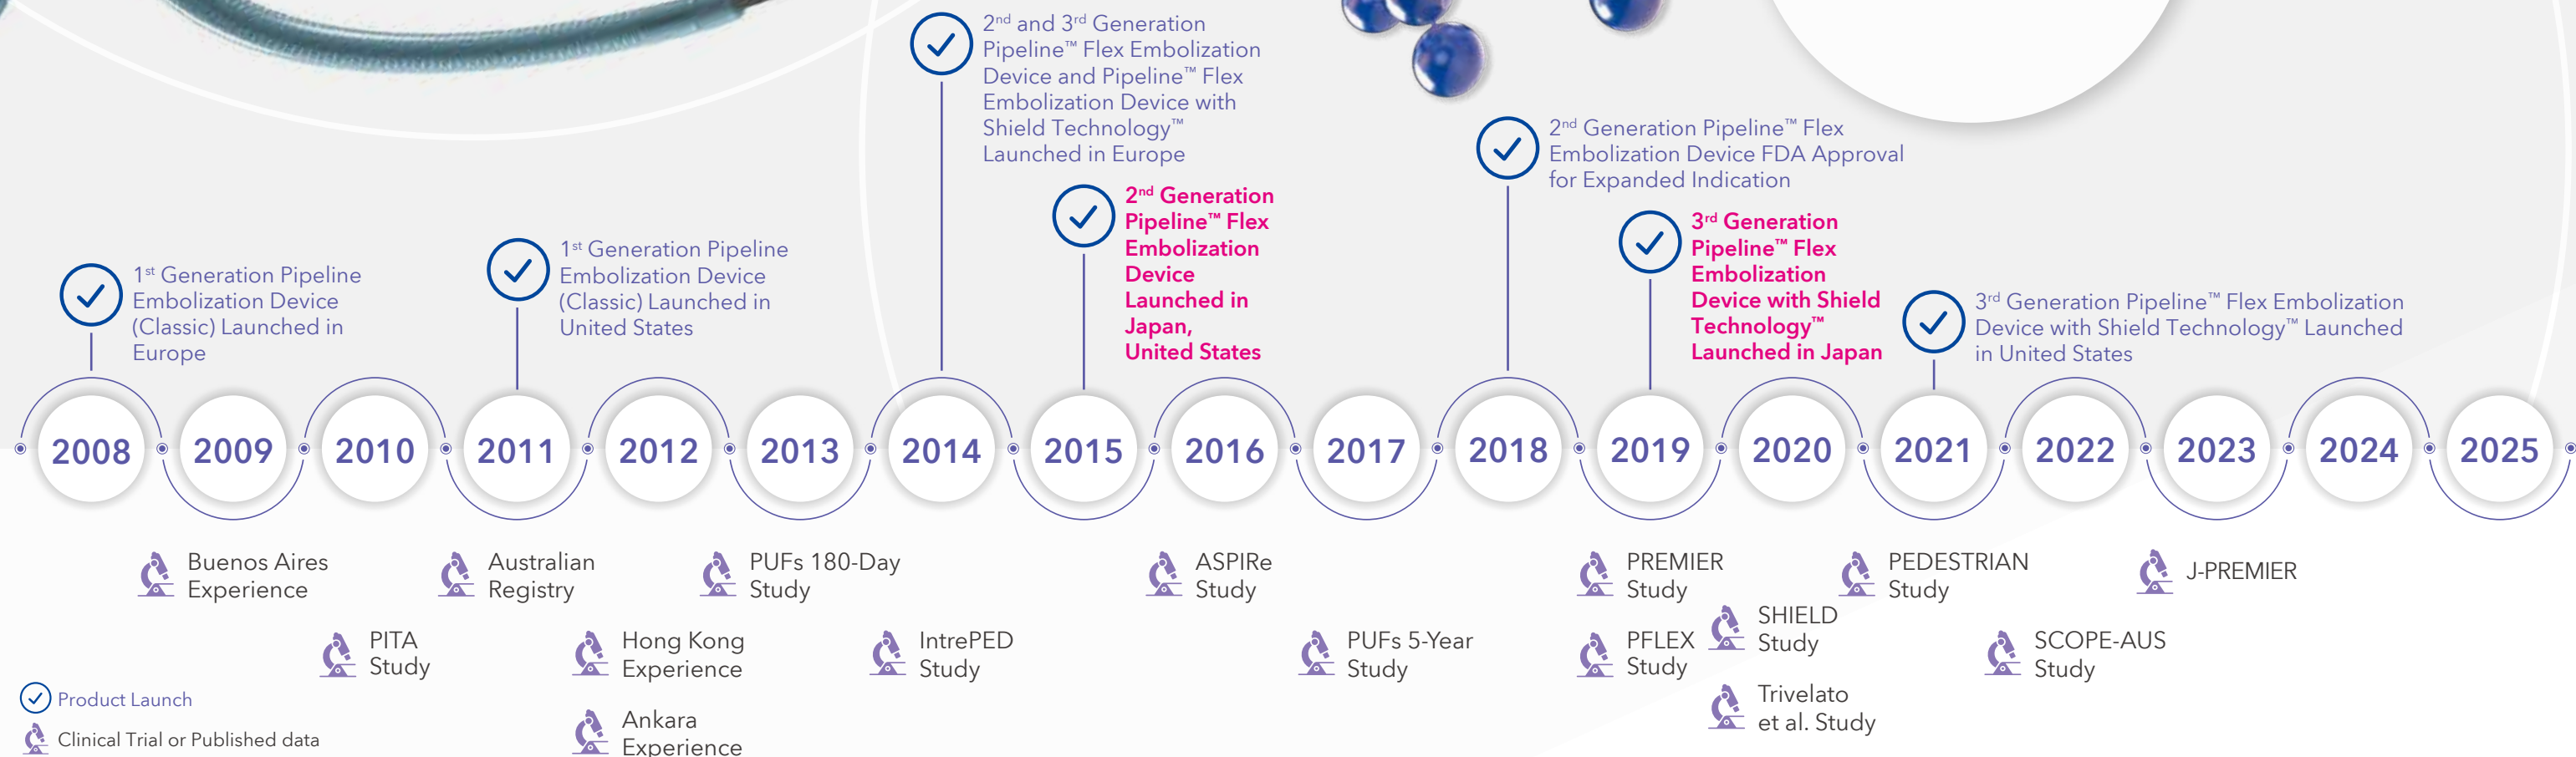 2nd and 3rd Generation
Pipeline™ Flex Embolization
Device and Pipeline™ Flex
Embolization Device with
Shield Technology™
Launched in Europe
2nd Generation Pipeline™ Flex
Embolization Device FDA Approval
for Expanded Indication
2nd Generation
Pipeline™ Flex
Embolization
Device
Launched in
Japan,
United States
3rd Generation
Pipeline™ Flex
Embolization
Device with Shield
Technology™
Launched in Japan
1st Generation Pipeline
Embolization Device
(Classic) Launched in
Europe
1st Generation Pipeline
Embolization Device
(Classic) Launched in
United States
3rd Generation Pipeline™ Flex Embolization
Device with Shield Technology™ Launched
in United States
2008 2009 2010 2011 2012 2013 2014 2015 2016 2017 2018 2019 2020 2021 2022 2023 2024 2025
Buenos Aires
Experience
Australian
Registry
PUFs 180-Day
Study
ASPIRe
Study
PREMIER
Study
PEDESTRIAN
Study
J-PREMIER
PITA
Study
Hong Kong
Experience
IntrePED
Study
PUFs 5-Year
Study
PFLEX
Study
SHIELD
Study
SCOPE-AUS
Study
Ankara
Experience
Trivelato
et al. Study
Product Launch
Clinical Trial or Published data